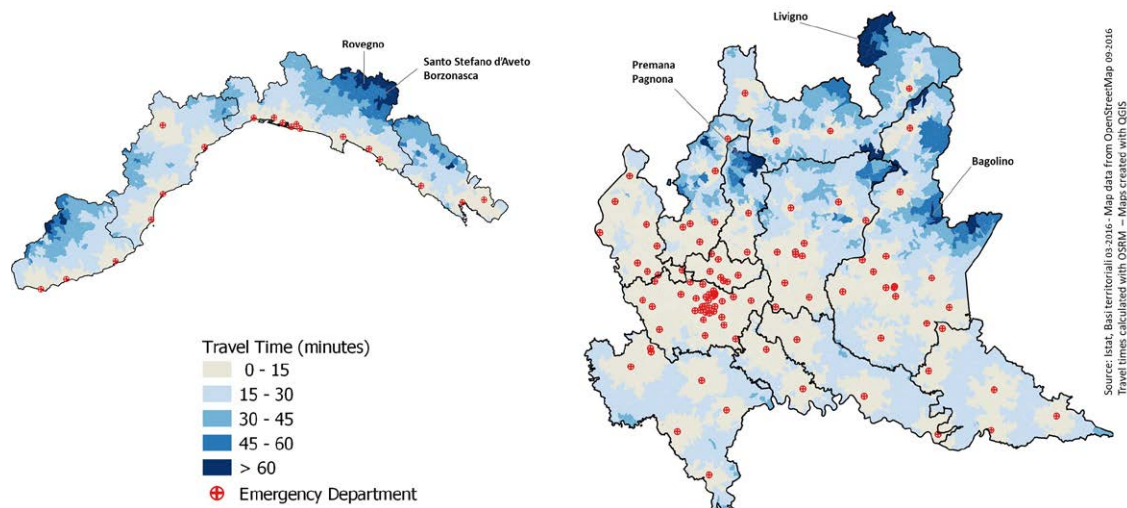 Rovegno
Santo Stefano d'Aveto
Borzonasca
Livigno
Premana
Pagnona
Bagolino
Travel Time (minutes)
0 - 15
15 - 30
30 - 45
45 - 60
> 60
Emergency Department
Source: Istat, Basi territoriali 03-2016 - Map data from OpenStreetMap 09-2016
Travel times calculated with OSRM – Maps created with QGIS